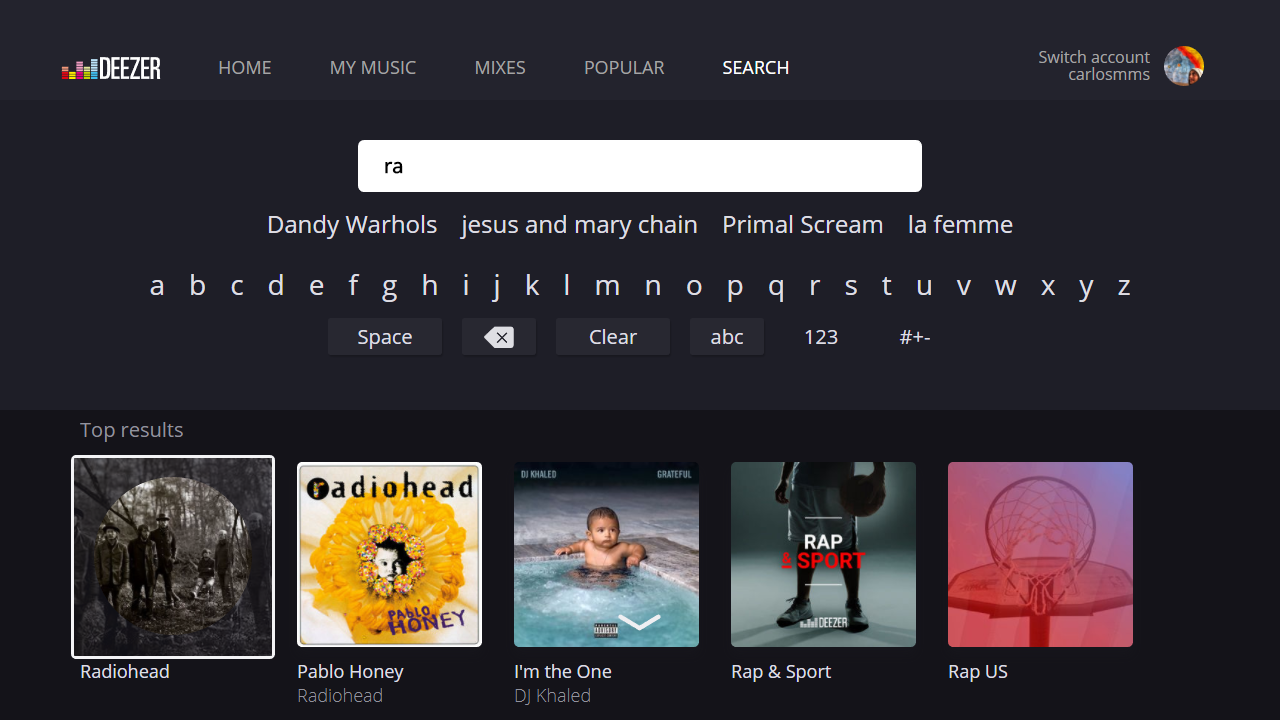 DEEZER HOME MY MUSIC MIXES POPULAR SEARCH Switch account
carlosmms
ra
Dandy Warhols jesus and mary chain Primal Scream la femme
a b c d e f g h i j k l m n o p q r s t u v w x y z
Space Clear abc 123 #+-
Top results
radiohead
PABLO
HONEY
DJ KHALED GRATEFUL
RAP
& SPORT
DEEZER
Radiohead Pablo Honey I'm the One Rap & Sport Rap US
Radiohead DJ Khaled